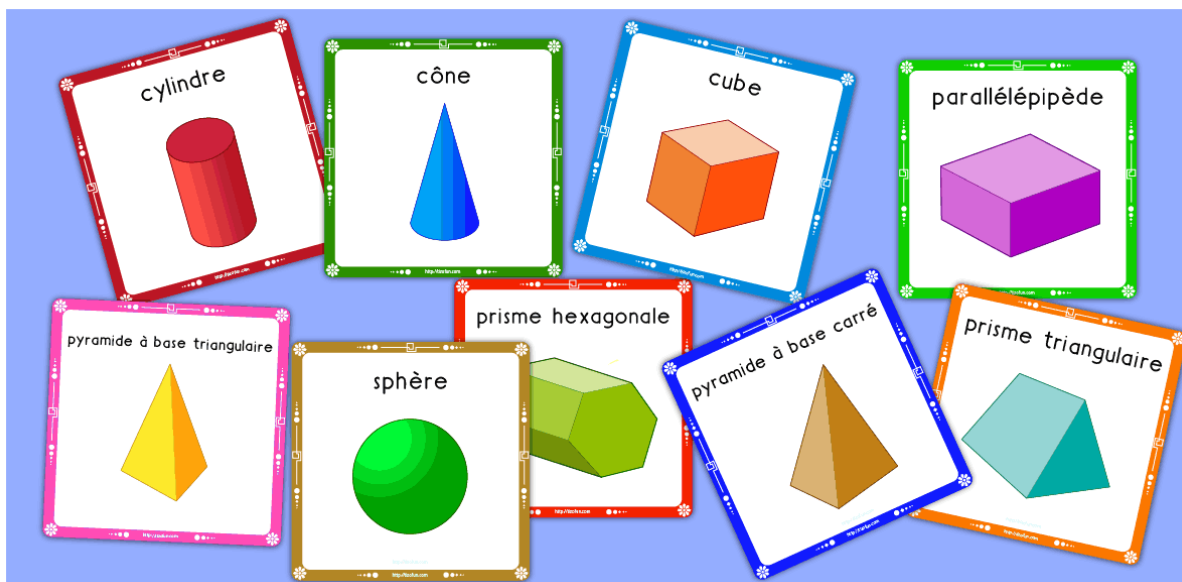 cylindre
cône
cube
parallélépipède
pyramide à base triangulaire
sphère
prisme hexagonale
pyramide à base carré
prisme triangulaire